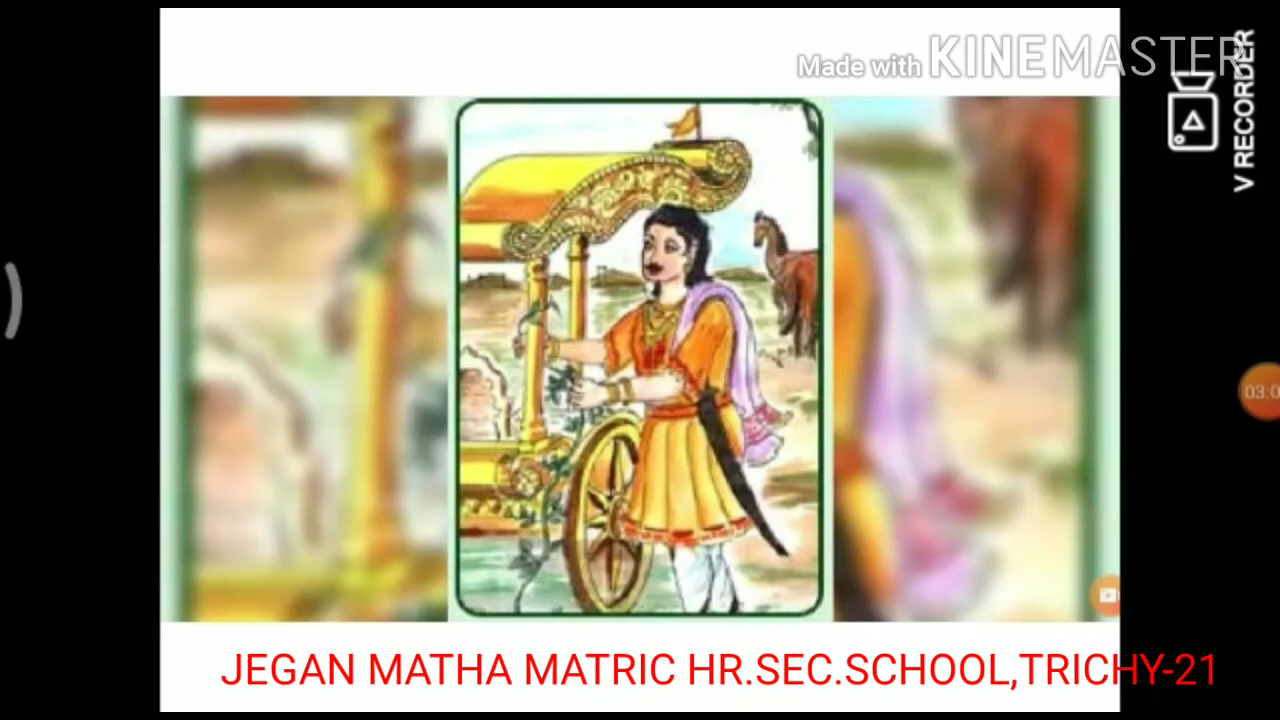 Made with KINEMASTER
V RECORDER
03:0
JEGAN MATHA MATRIC HR.SEC.SCHOOL,TRICHY-21